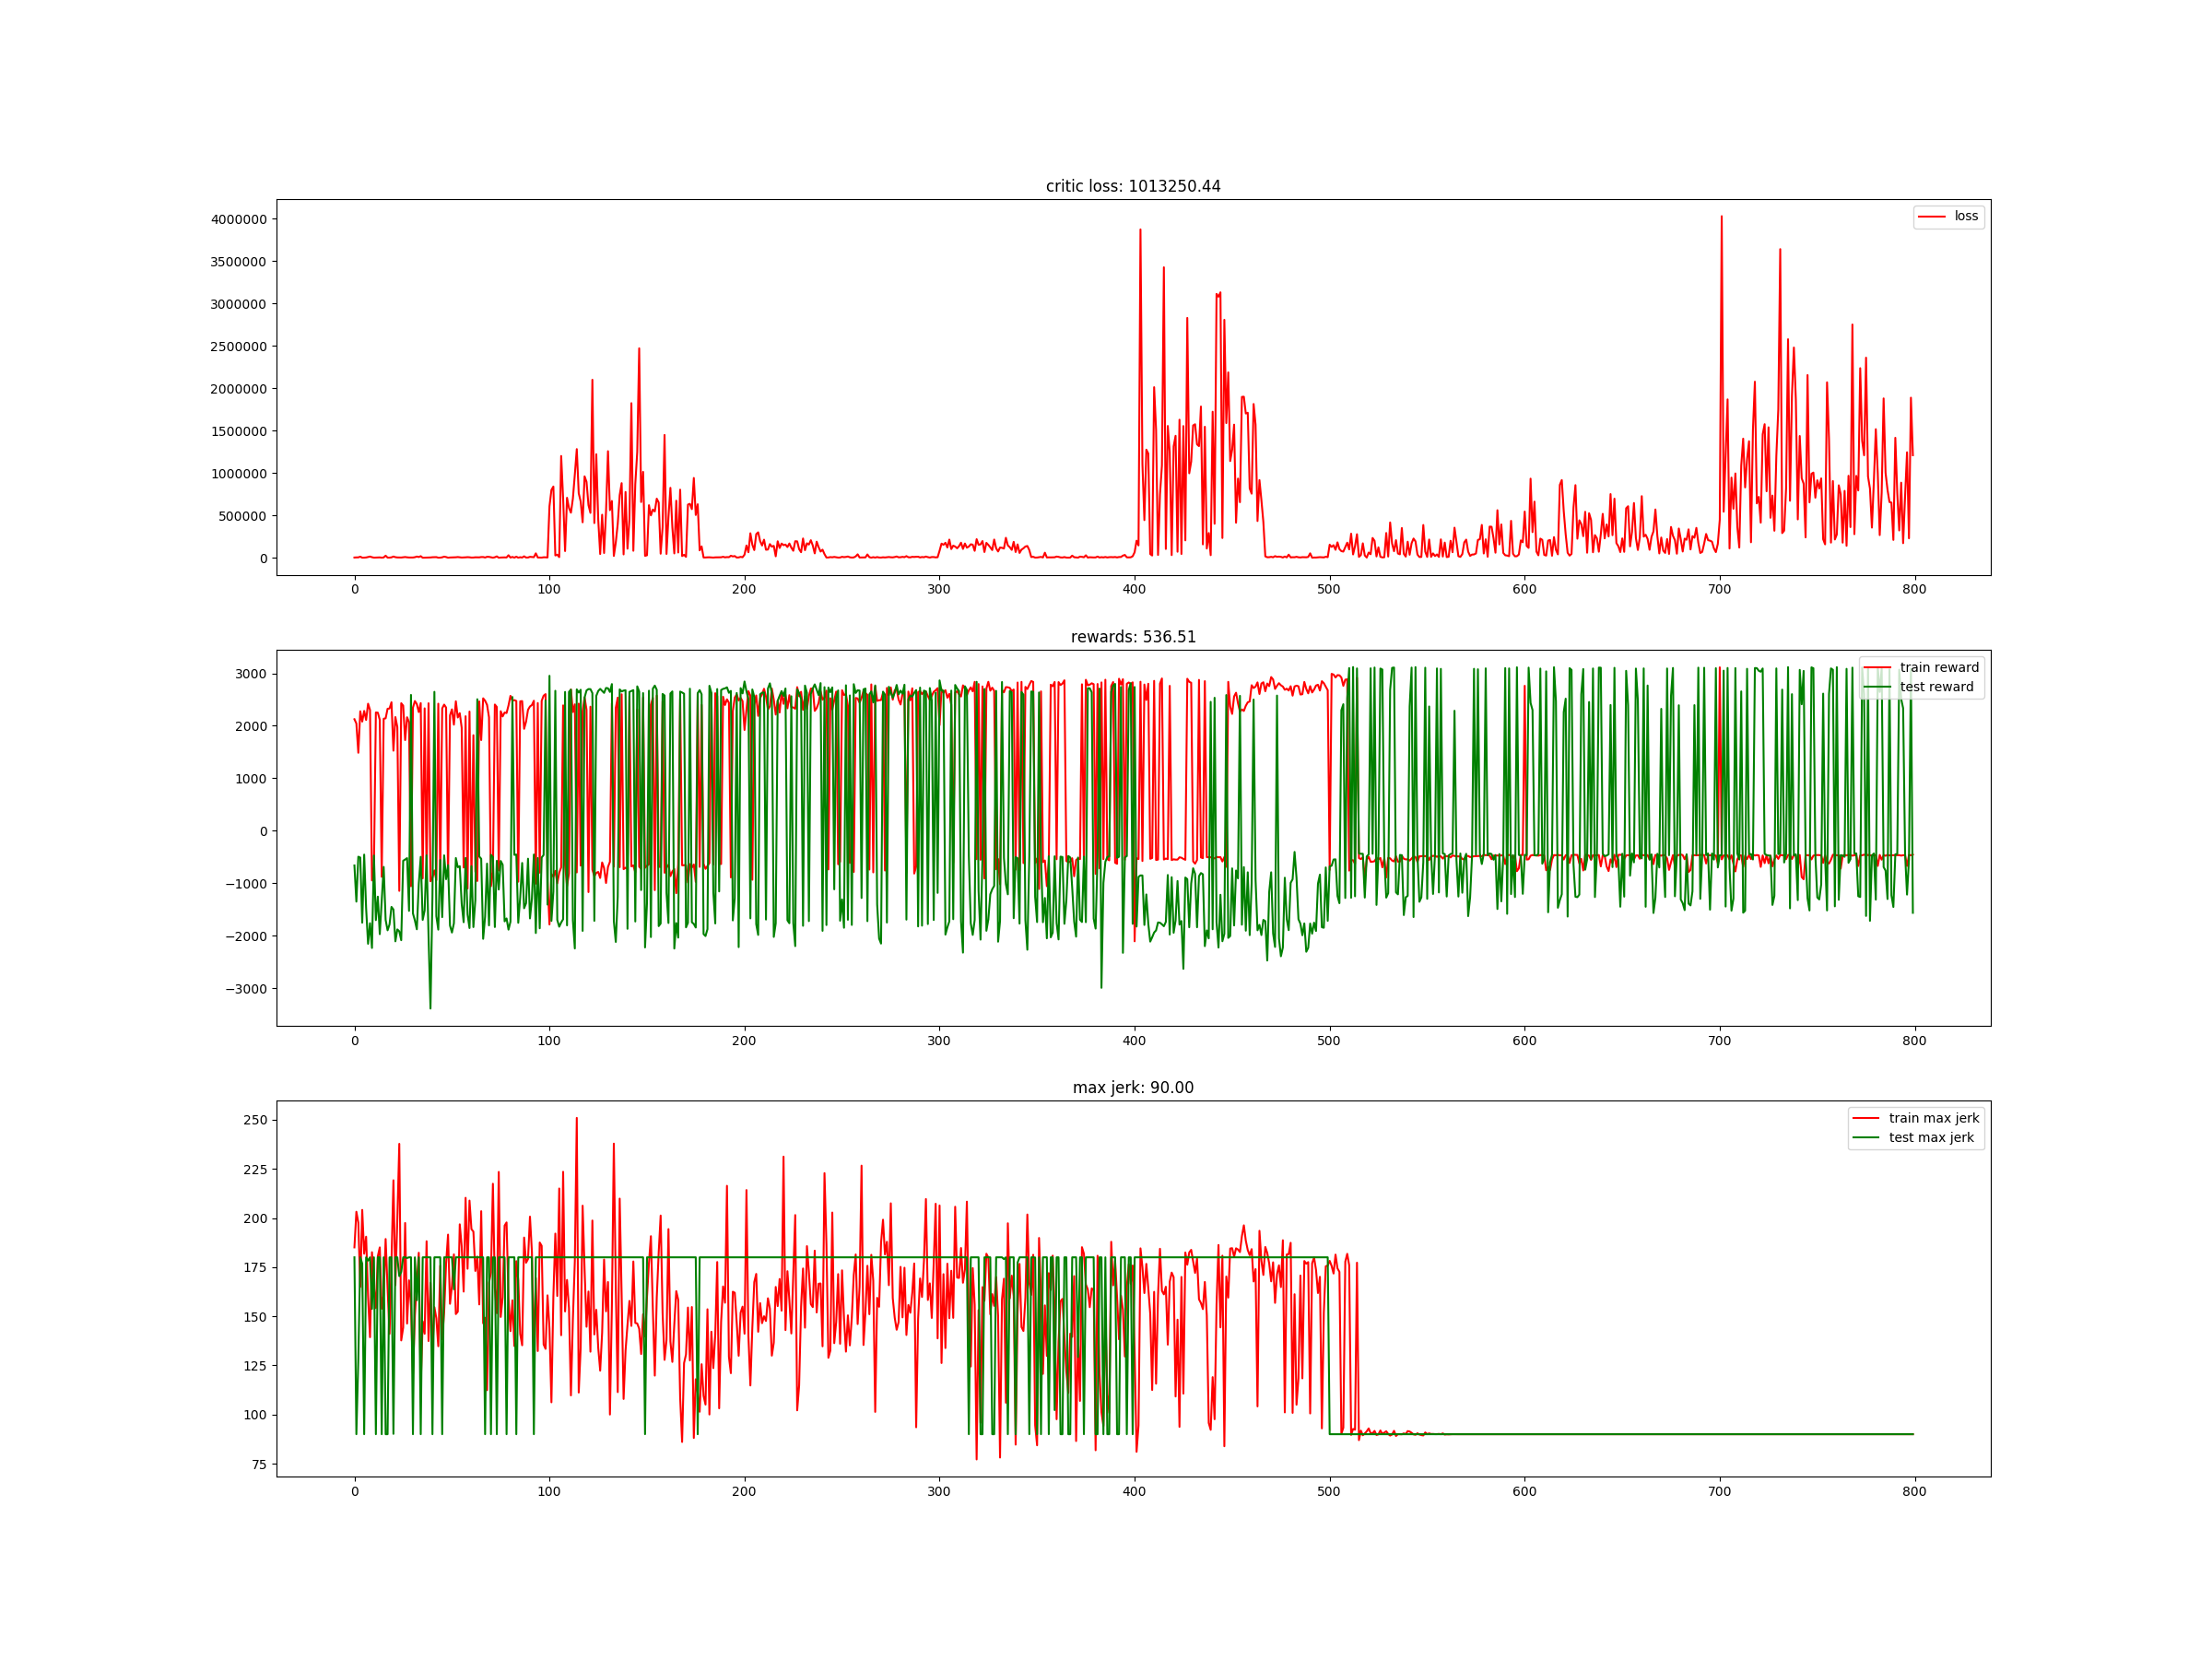 critic loss: 1013250.44
4000000
3500000
3000000
2500000
2000000
1500000
1000000
500000
0
loss
0 100 200 300 400 500 600 700 800
rewards: 536.51
3000
2000
1000
0
−1000
−2000
−3000
train reward
test reward
0 100 200 300 400 500 600 700 800
max jerk: 90.00
250
225
200
175
150
125
100
75
train max jerk
test max jerk
0 100 200 300 400 500 600 700 800